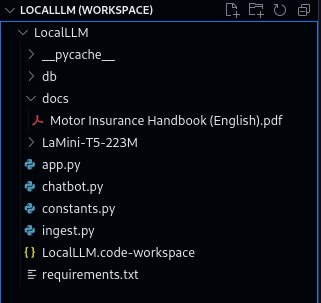 LOCALLLM (WORKSPACE)
LocalLLM
__pycache__
db
docs
Motor Insurance Handbook (English).pdf
LaMini-T5-223M
app.py
chatbot.py
constants.py
ingest.py
{} LocalLLM.code-workspace
requirements.txt